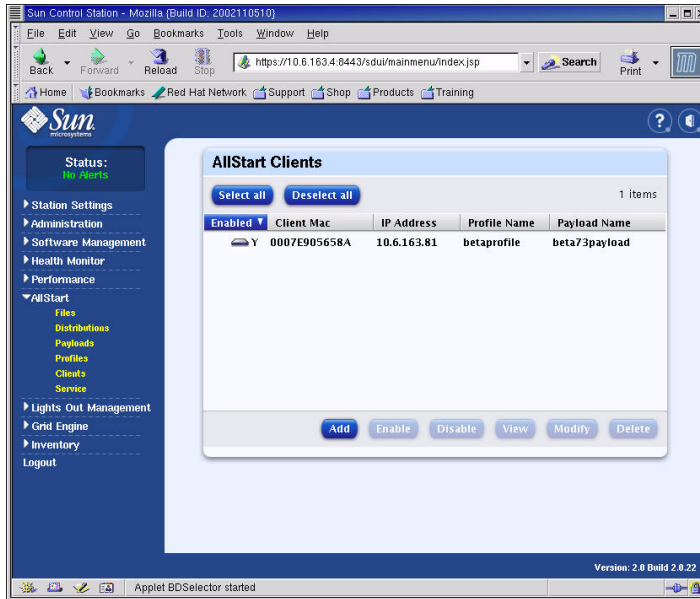 Sun Control Station - Mozilla {Build ID: 2002110510}
File Edit View Go Bookmarks Tools Window Help
Back Forward Reload Stop https://10.6.163.4:8443/sdui/mainmenu/index.jsp Search Print
Home Bookmarks Red Hat Network Support Shop Products Training
Sun
microsystems
?
Status:
No Alerts
Station Settings
Administration
Software Management
Health Monitor
Performance
AllStart
Files
Distributions
Payloads
Profiles
Clients
Service
Lights Out Management
Grid Engine
Inventory
Logout
AllStart Clients
Select all Deselect all 1 items
Enabled Client Mac IP Address Profile Name Payload Name
Y 0007E905658A 10.6.163.81 betaprofile beta73payload
Add Enable Disable View Modify Delete
Version: 2.0 Build 2.0.22
Applet BDSelector started